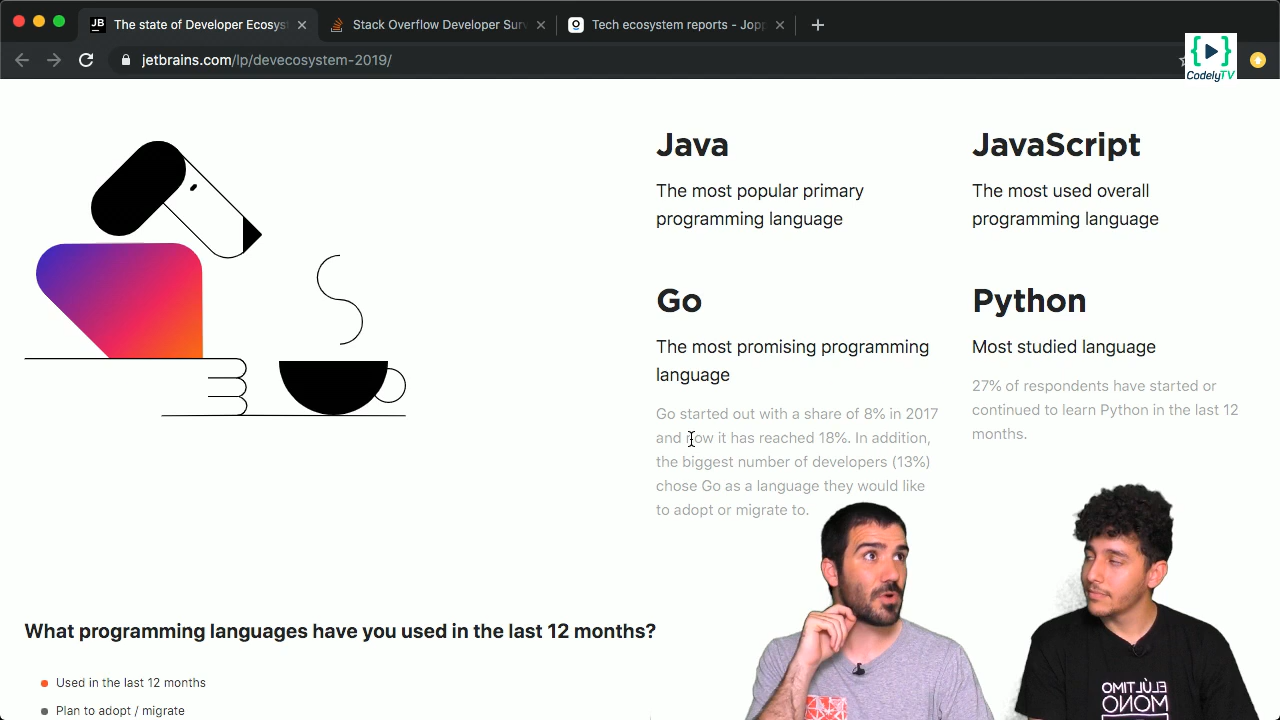 JB
The state of Developer Ecosys
Stack Overflow Developer Surv
Tech ecosystem reports - Jopp
jetbrains.com/lp/devecosystem-2019/
CodelyTV
Java
The most popular primary
programming language
JavaScript
The most used overall
programming language
Go
The most promising programming
language
Go started out with a share of 8% in 2017
and now it has reached 18%. In addition,
the biggest number of developers (13%)
chose Go as a language they would like
to adopt or migrate to.
Python
Most studied language
27% of respondents have started or
continued to learn Python in the last 12
months.
What programming languages have you used in the last 12 months?
Used in the last 12 months
Plan to adopt / migrate
EL ÚLTIMO
MONO